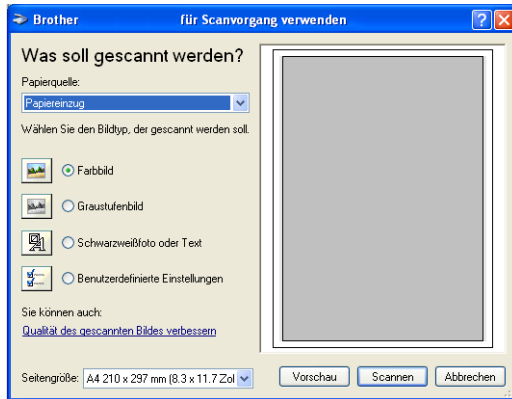 Brother für Scanvorgang verwenden
Was soll gescannt werden?
Papierquelle:
Papiereinzug
Wählen Sie den Bildtyp, der gescannt werden soll.
Farbbild
Graustufenbild
Schwarzweißfoto oder Text
Benutzerdefinierte Einstellungen
Sie können auch:
Qualität des gescannten Bildes verbessern
Seitengröße: A4 210 x 297 mm (8.3 x 11.7 Zol
Vorschau Scannen Abbrechen